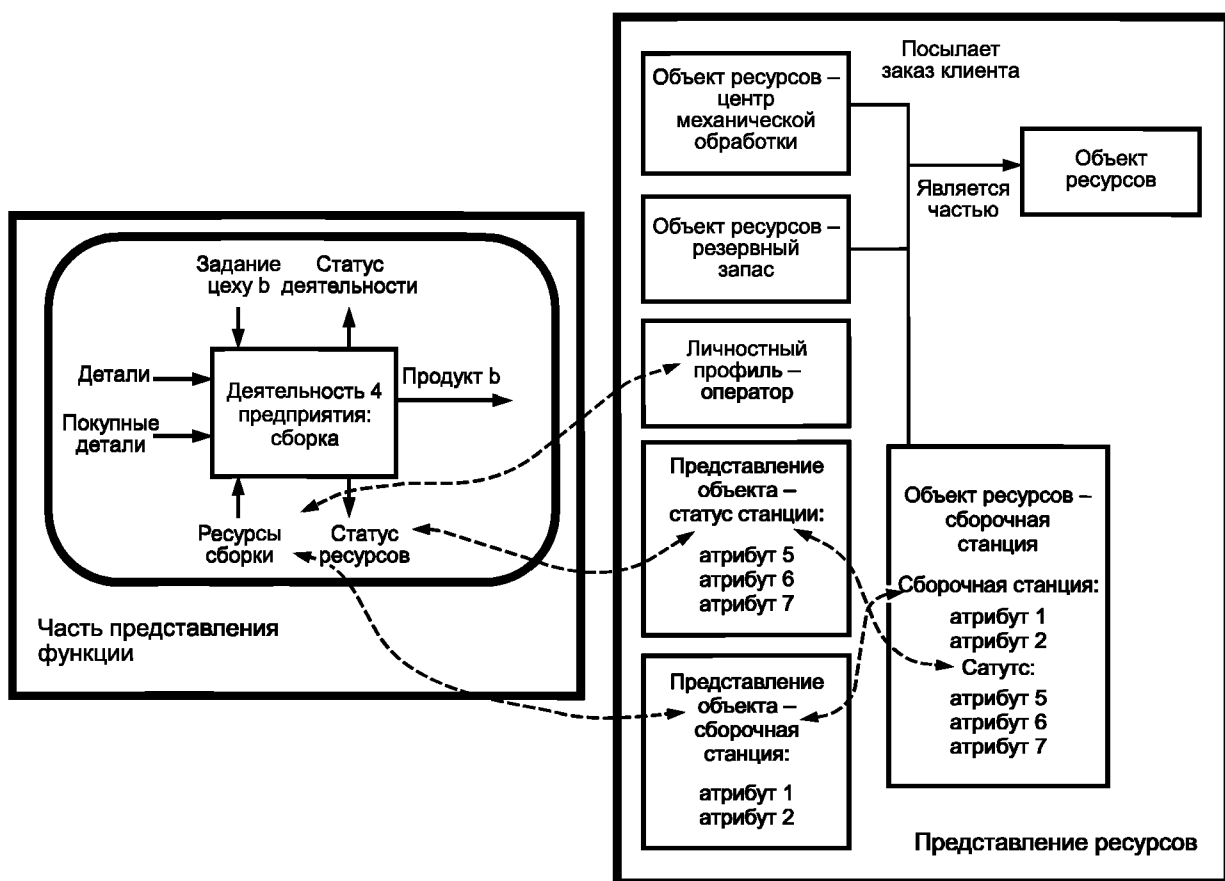 Задание
цеху b
Статус
деятельности
Детали
Покупные
детали
Деятельность 4
предприятия:
сборка
Продукт b
Ресурсы
сборки
Статус
ресурсов
Часть представления
функции
Объект ресурсов –
центр
механической
обработки
Объект ресурсов –
резервный
запас
Личностный
профиль –
оператор
Представление
объекта –
статус станции:
атрибут 5
атрибут 6
атрибут 7
Представление
объекта –
сборочная
станция:
атрибут 1
атрибут 2
Посылает
заказ клиента
Является
частью
Объект
ресурсов
Объект ресурсов –
сборочная
станция
Сборочная станция:
атрибут 1
атрибут 2
Сатутс:
атрибут 5
атрибут 6
атрибут 7
Представление ресурсов